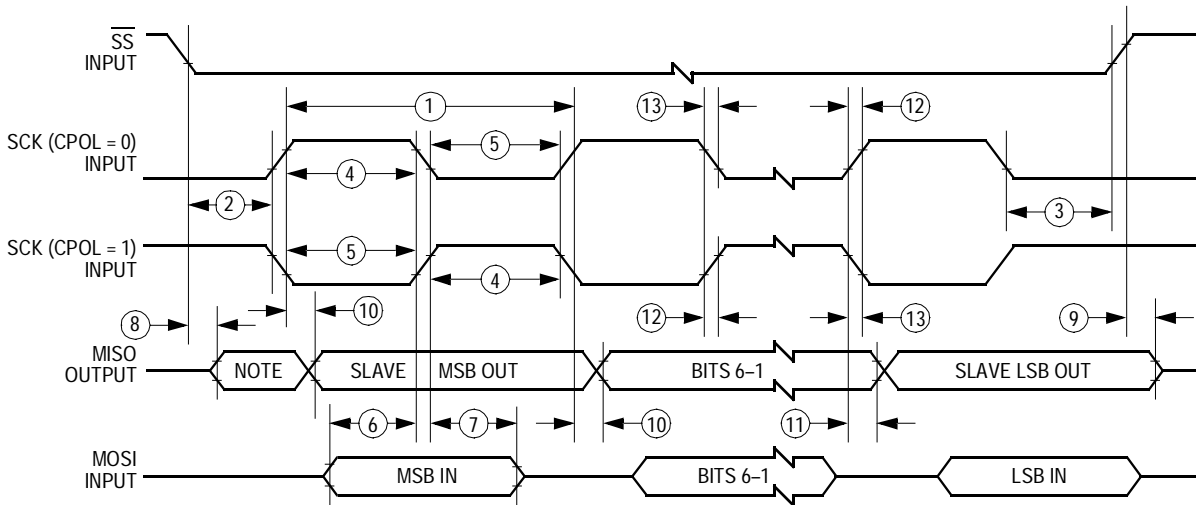 SS
INPUT
1
13
12
SCK (CPOL = 0)
INPUT
5
4
2
3
SCK (CPOL = 1)
INPUT
5
4
8
10
12
13
9
MISO
OUTPUT
NOTE
SLAVE MSB OUT
BITS 6–1
SLAVE LSB OUT
6
7
10
11
MOSI
INPUT
MSB IN
BITS 6–1
LSB IN